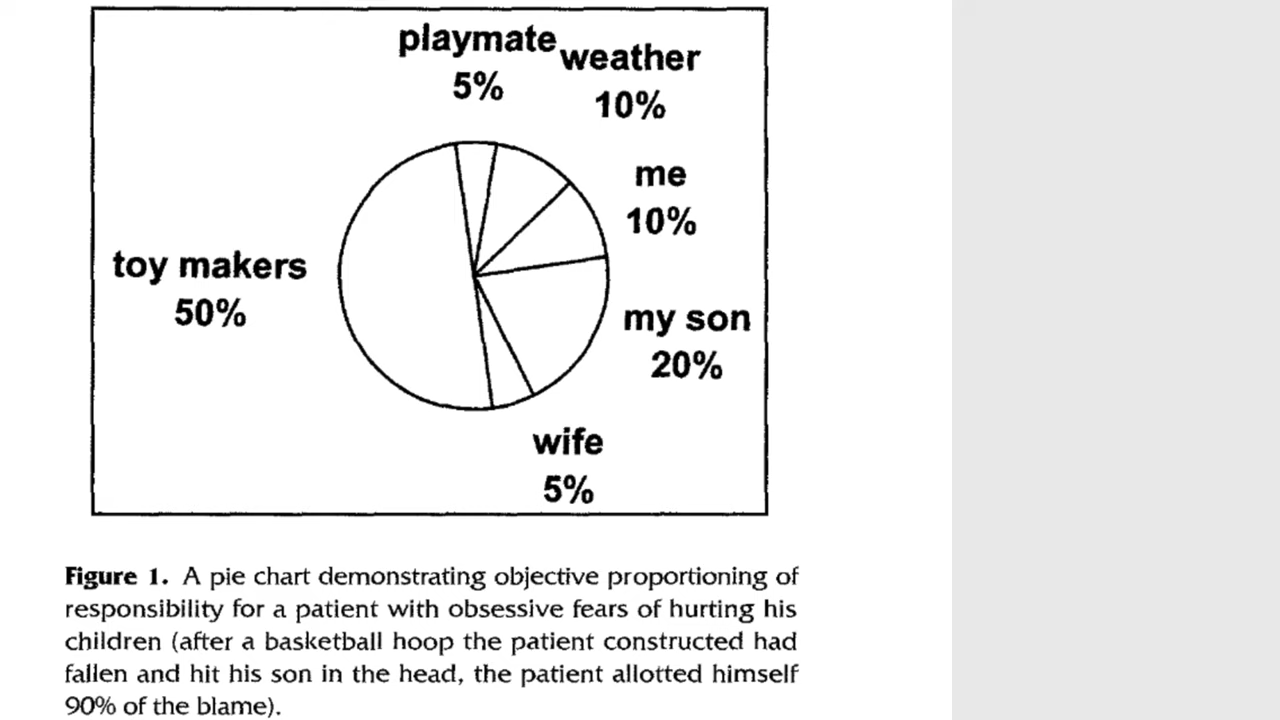 playmate
5%
weather
10%
me
10%
toy makers
50%
my son
20%
wife
5%
Figure 1. A pie chart demonstrating objective proportioning of
responsibility for a patient with obsessive fears of hurting his
children (after a basketball hoop the patient constructed had
fallen and hit his son in the head, the patient allotted himself
90% of the blame).